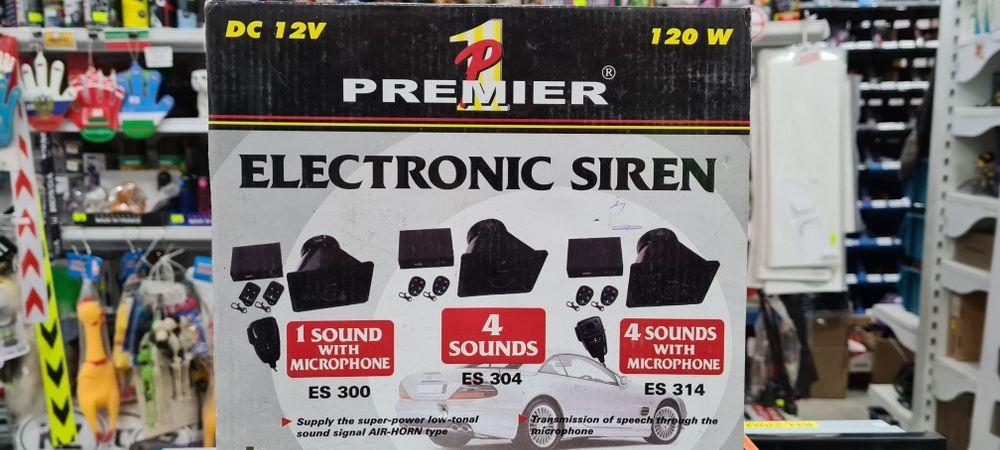 DC 12V
120 W
1
P
PREMIER®
ELECTRONIC SIREN
1 SOUND
WITH
MICROPHONE
ES 300
4
SOUNDS
ES 304
4 SOUNDS
WITH
MICROPHONE
ES 314
Supply the super-power low-tonal
sound signal AIR-HORN type
Transmission of speech through the
microphone